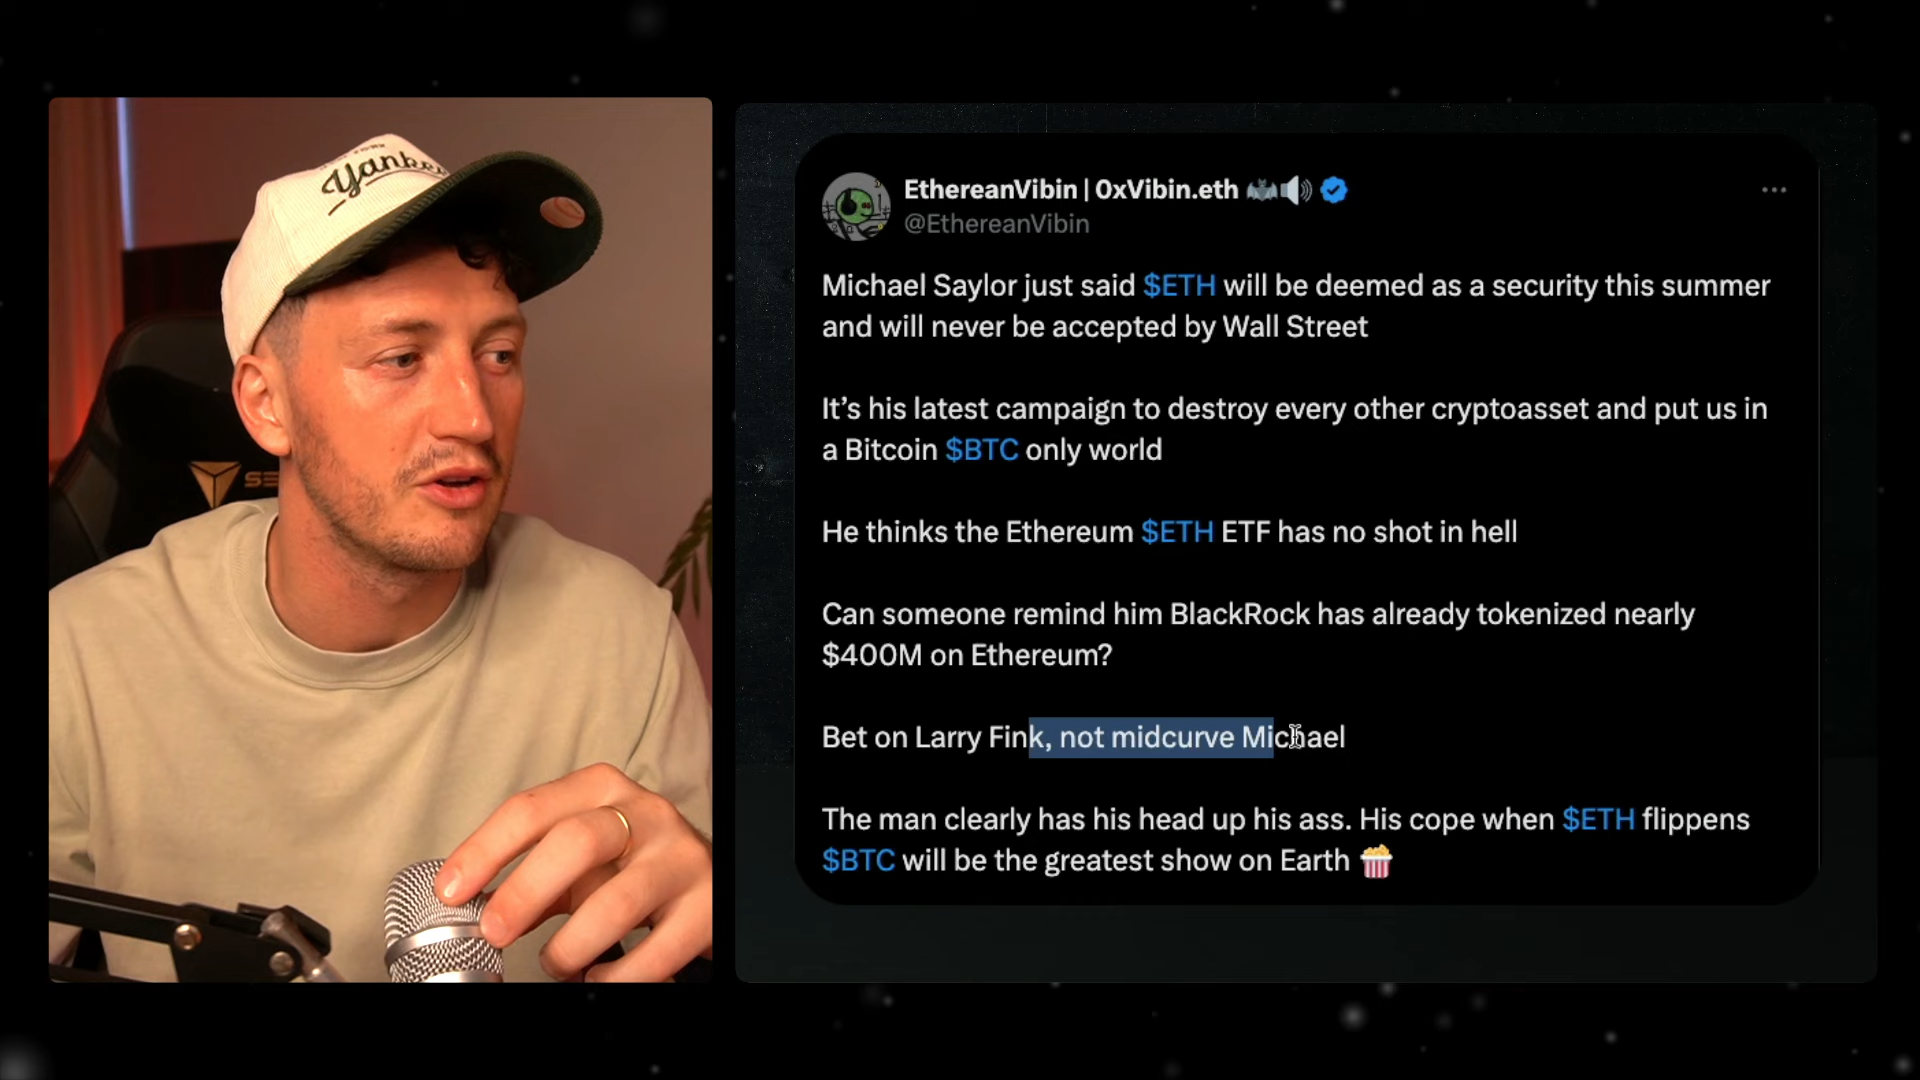 Yankee
EthereanVibin | 0xVibin.eth 🦇🔊
@EthereanVibin
Michael Saylor just said $ETH will be deemed as a security this summer
and will never be accepted by Wall Street
It’s his latest campaign to destroy every other cryptoasset and put us in
a Bitcoin $BTC only world
He thinks the Ethereum $ETH ETF has no shot in hell
Can someone remind him BlackRock has already tokenized nearly
$400M on Ethereum?
Bet on Larry Fink, not midcurve Michael
The man clearly has his head up his ass. His cope when $ETH flippens
$BTC will be the greatest show on Earth 🍿